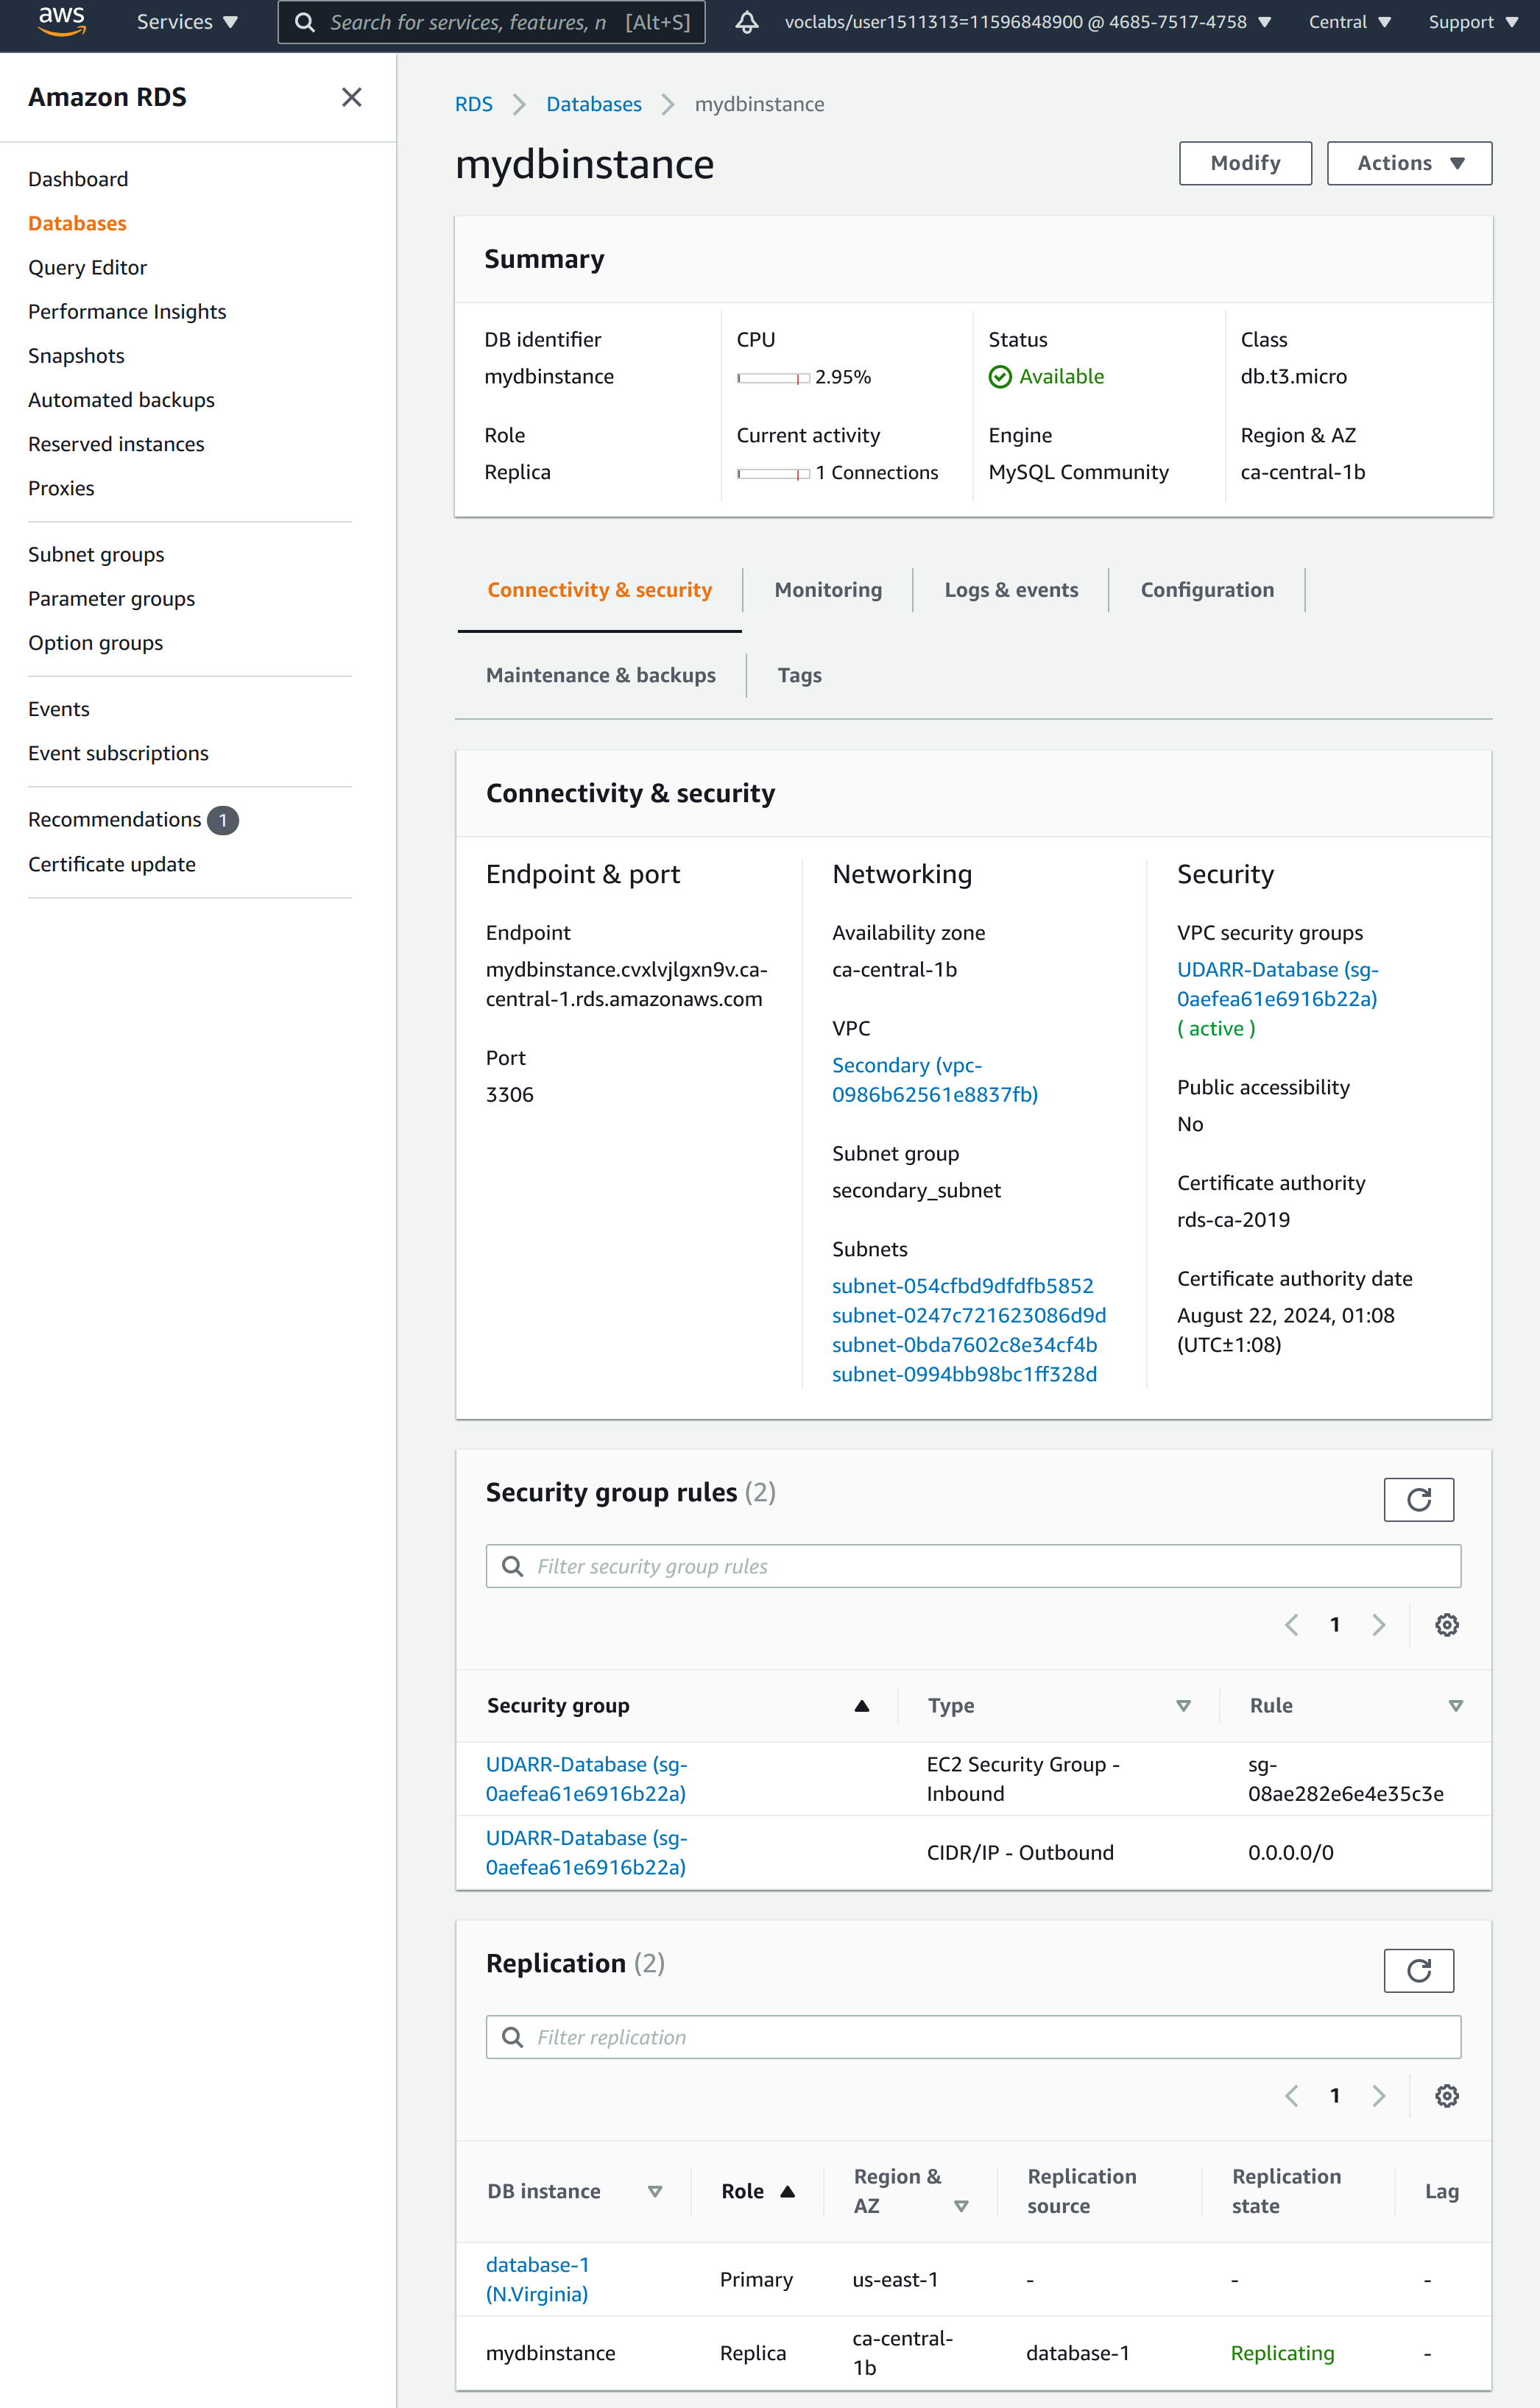 aws
Services
Search for services, features, n [Alt+S]
voclabs/user1511313=11596848900 @ 4685-7517-4758
Central
Support
Amazon RDS
Dashboard
Databases
Query Editor
Performance Insights
Snapshots
Automated backups
Reserved instances
Proxies
Subnet groups
Parameter groups
Option groups
Events
Event subscriptions
Recommendations 1
Certificate update
RDS > Databases > mydbinstance
mydbinstance
Modify
Actions
Summary
DB identifier
mydbinstance
CPU
2.95%
Status
Available
Class
db.t3.micro
Role
Replica
Current activity
1 Connections
Engine
MySQL Community
Region & AZ
ca-central-1b
Connectivity & security
Monitoring
Logs & events
Configuration
Maintenance & backups
Tags
Connectivity & security
Endpoint & port
Endpoint
mydbinstance.cvxlvjlgxn9v.ca-
central-1.rds.amazonaws.com
Port
3306
Networking
Availability zone
ca-central-1b
VPC
Secondary (vpc-
0986b62561e8837fb)
Subnet group
secondary_subnet
Subnets
subnet-054cfbd9dfdfb5852
subnet-0247c721623086d9d
subnet-0bda7602c8e34cf4b
subnet-0994bb98bc1ff328d
Security
VPC security groups
UDARR-Database (sg-
0aefea61e6916b22a)
( active )
Public accessibility
No
Certificate authority
rds-ca-2019
Certificate authority date
August 22, 2024, 01:08
(UTC±1:08)
Security group rules (2)
Filter security group rules
1
Security group
Type
Rule
UDARR-Database (sg-
0aefea61e6916b22a)
EC2 Security Group -
Inbound
sg-
08ae282e6e4e35c3e
UDARR-Database (sg-
0aefea61e6916b22a)
CIDR/IP - Outbound
0.0.0.0/0
Replication (2)
Filter replication
1
DB instance
Role
Region &
AZ
Replication
source
Replication
state
Lag
database-1
(N.Virginia)
Primary
us-east-1
-
-
-
mydbinstance
Replica
ca-central-
1b
database-1
Replicating
-